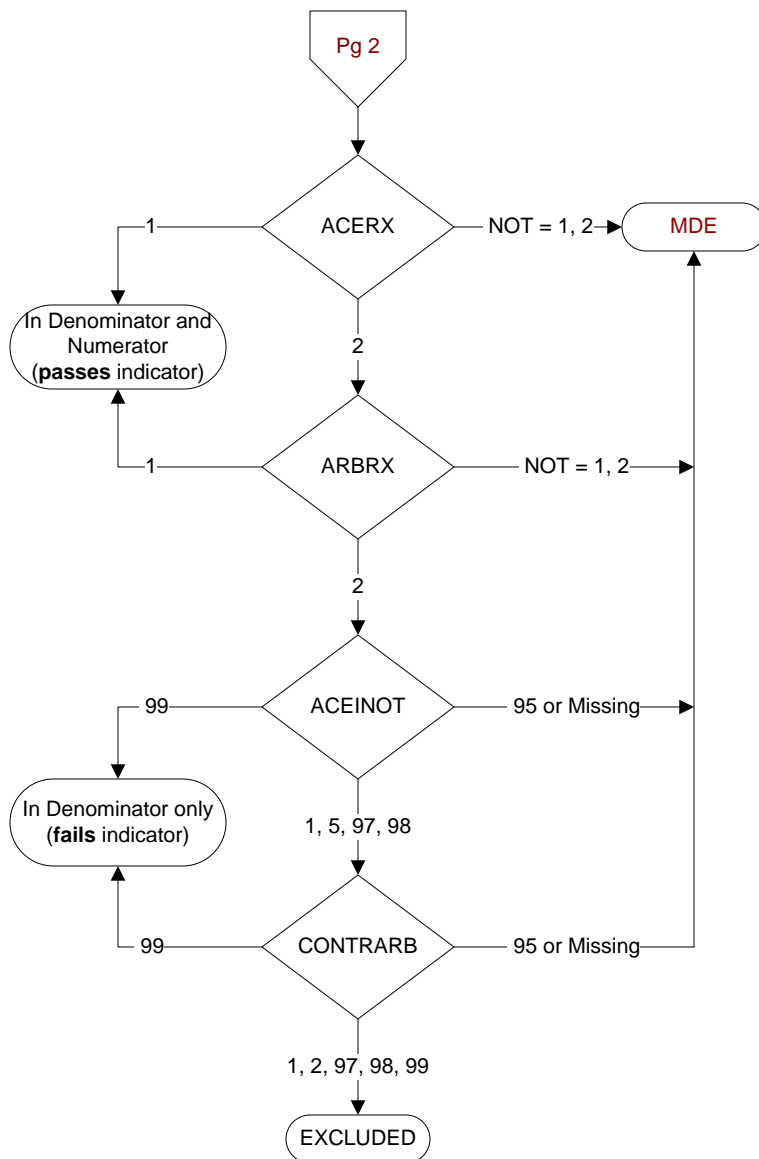 Pg 2
ACERX
1
NOT = 1, 2
MDE
In Denominator and
Numerator
(passes indicator)
2
ARBRX
1
NOT = 1, 2
2
ACEINOT
99
95 or Missing
In Denominator only
(fails indicator)
1, 5, 97, 98
CONTRARB
99
95 or Missing
1, 2, 97, 98, 99
EXCLUDED